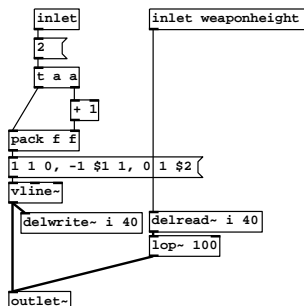 inlet
inlet weaponheight
2
t a a
+ 1
pack f f
1 1 0, -1 $1 1, 0 1 $2
vline~
delwrite~ i 40
delread~ i 40
lop~ 100
outlet~